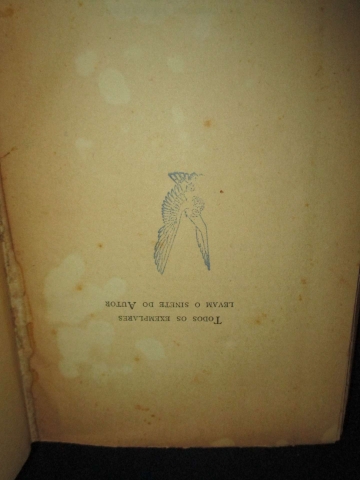 Todos os exemplares
levam o sinete do Autor